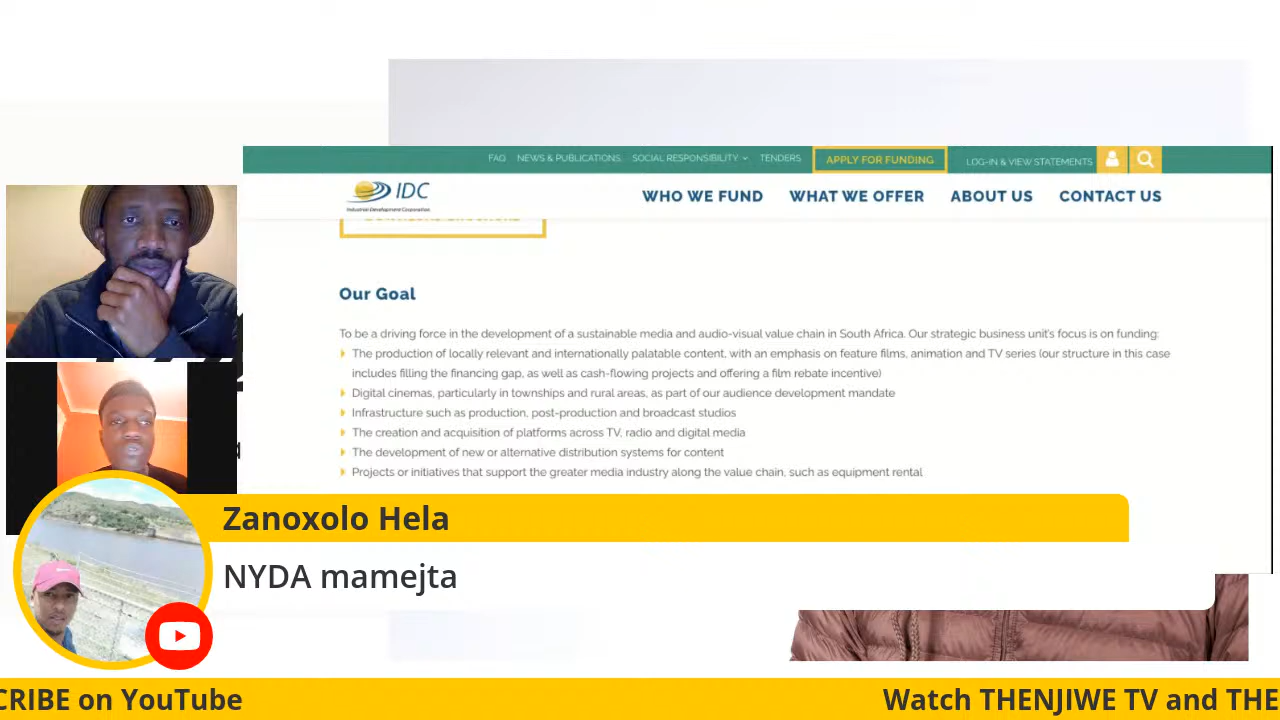 FAQ NEWS & PUBLICATIONS SOCIAL RESPONSIBILITY TENDERS APPLY FOR FUNDING LOG-IN & VIEW STATEMENTS
IDC
Industrial Development Corporation
WHO WE FUND WHAT WE OFFER ABOUT US CONTACT US
Our Goal
To be a driving force in the development of a sustainable media and audio-visual value chain in South Africa. Our strategic business unit's focus is on funding:
The production of locally relevant and internationally palatable content, with an emphasis on feature films, animation and TV series (our structure in this case
includes filling the financing gap, as well as cash-flowing projects and offering a film rebate incentive)
Digital cinemas, particularly in townships and rural areas, as part of our audience development mandate
Infrastructure such as production, post-production and broadcast studios
The creation and acquisition of platforms across TV, radio and digital media
The development of new or alternative distribution systems for content
Projects or initiatives that support the greater media industry along the value chain, such as equipment rental
Zanoxolo Hela
NYDA mamejta
CRIBE on YouTube Watch THENJIWE TV and THE